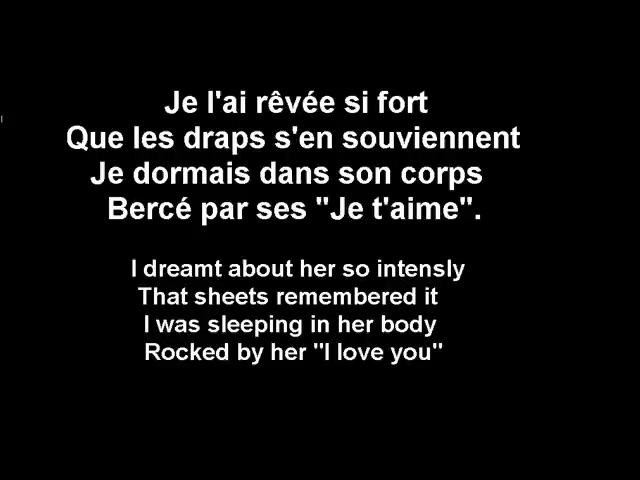 Je l'ai rêvée si fort
Que les draps s'en souviennent
Je dormais dans son corps
Bercé par ses "Je t'aime".
I dreamt about her so intensly
That sheets remembered it
I was sleeping in her body
Rocked by her "I love you"